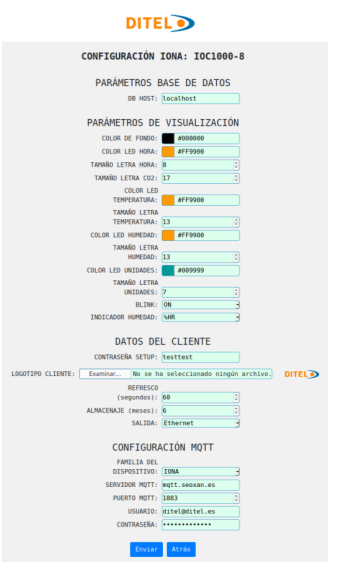 DITEL
CONFIGURACIÓN IONA: IOC1000-8
PARÁMETROS BASE DE DATOS
DB HOST: localhost
PARÁMETROS DE VISUALIZACIÓN
COLOR DE FONDO: #000000
COLOR LED HORA: #FF9900
TAMAÑO LETRA HORA: 8
TAMAÑO LETRA CO2: 17
COLOR LED
TEMPERATURA: #FF9900
TAMAÑO LETRA
TEMPERATURA: 13
COLOR LED HUMEDAD: #FF9900
TAMAÑO LETRA
HUMEDAD: 13
COLOR LED UNIDADES: #009999
TAMAÑO LETRA
UNIDADES: 7
BLINK: ON
INDICADOR HUMEDAD: %HR
DATOS DEL CLIENTE
CONTRASEÑA SETUP: testtest
LOGOTIPO CLIENTE: Examinar... No se ha seleccionado ningún archivo. DITEL
REFRESCO
(segundos): 60
ALMACENAJE (meses): 6
SALIDA: Ethernet
CONFIGURACIÓN MQTT
FAMILIA DEL
DISPOSITIVO: IONA
SERVIDOR MQTT: mqtt.seoxan.es
PUERTO MQTT: 1883
USUARIO: ditel@ditel.es
CONTRASEÑA: •••••••••••••
Enviar Atrás